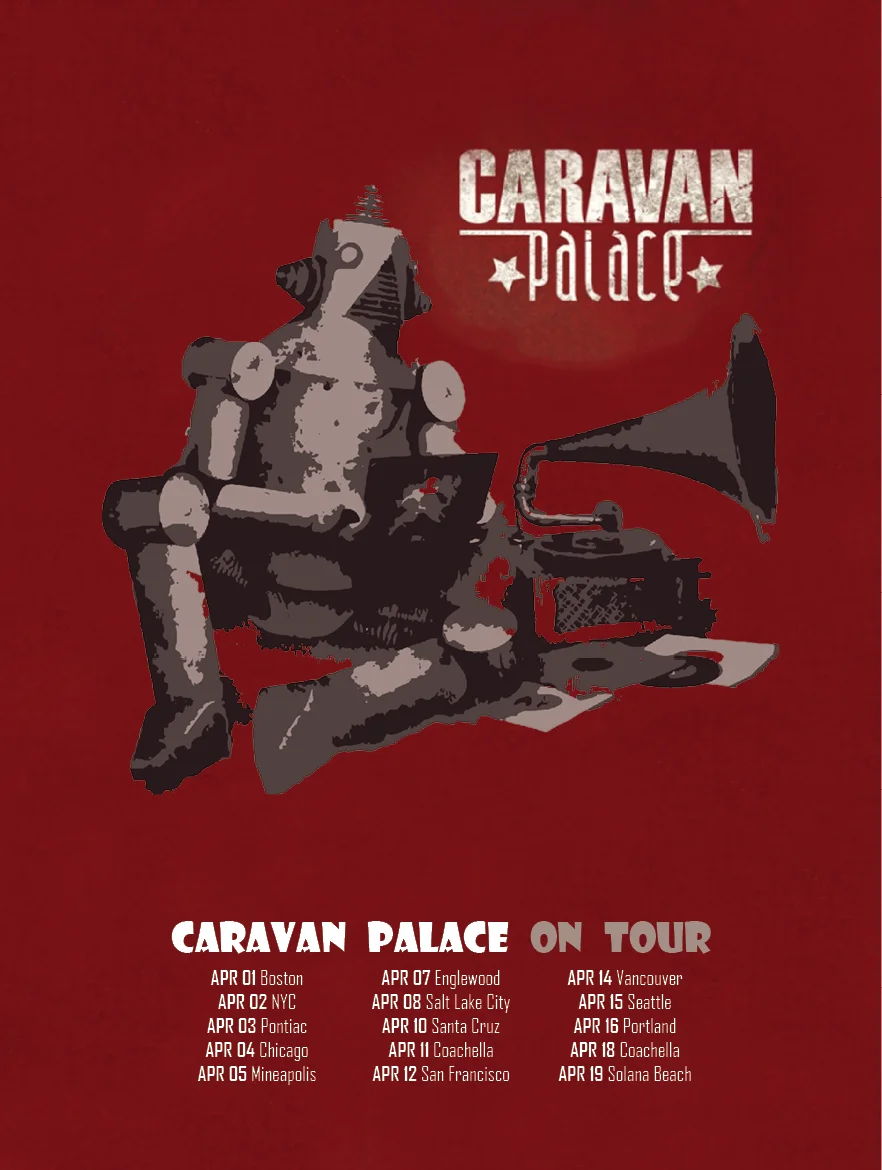 CARAVAN
palace
CARAVAN PALACE ON TOUR
APR 01 Boston
APR 02 NYC
APR 03 Pontiac
APR 04 Chicago
APR 05 Mineapolis
APR 07 Englewood
APR 08 Salt Lake City
APR 10 Santa Cruz
APR 11 Coachella
APR 12 San Francisco
APR 14 Vancouver
APR 15 Seattle
APR 16 Portland
APR 18 Coachella
APR 19 Solana Beach